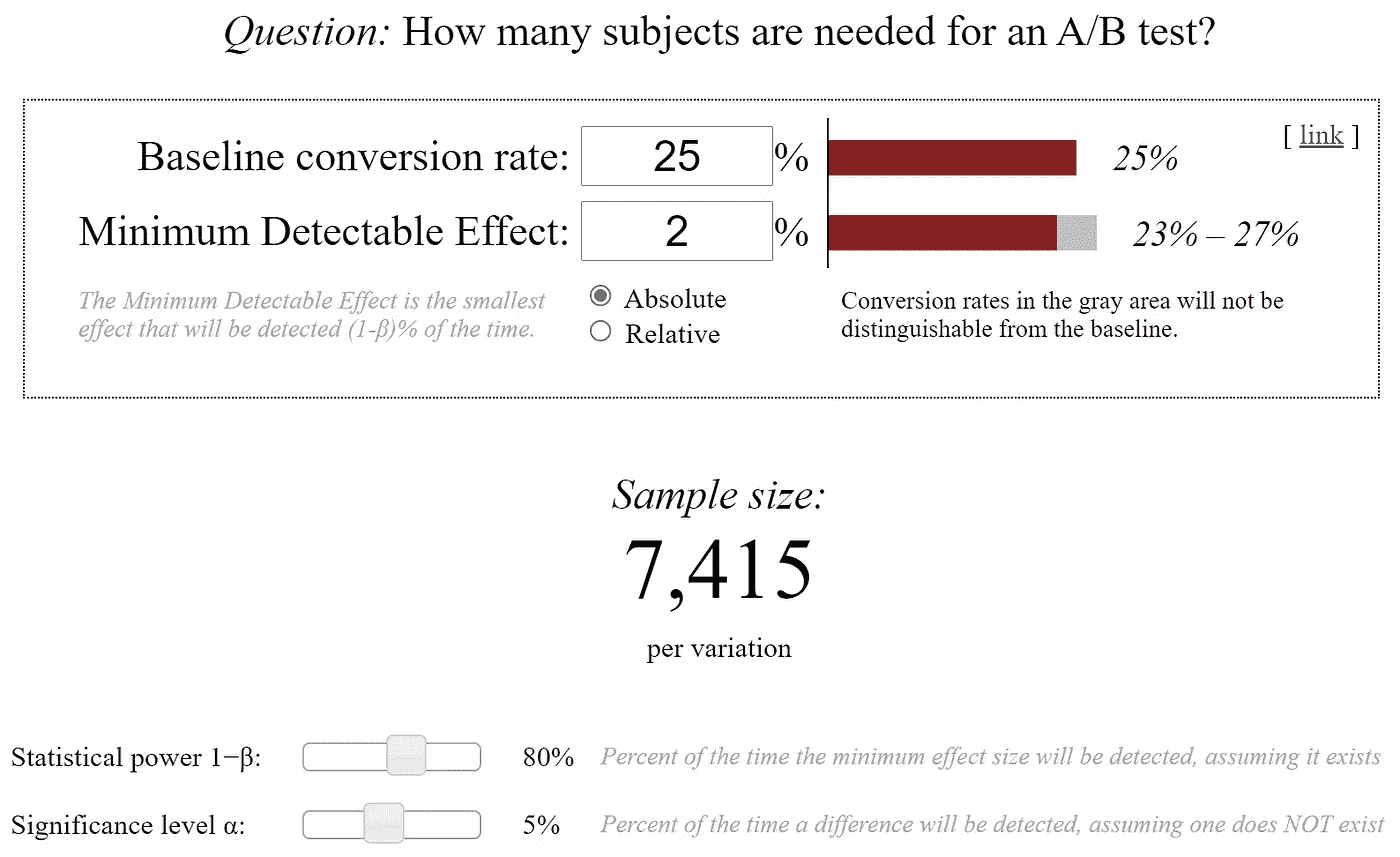 Question: How many subjects are needed for an A/B test?
Baseline conversion rate: 25 % 25% [ link ]
Minimum Detectable Effect: 2 % 23% – 27%
The Minimum Detectable Effect is the smallest
effect that will be detected (1-β)% of the time.
Absolute
Relative
Conversion rates in the gray area will not be
distinguishable from the baseline.
Sample size:
7,415
per variation
Statistical power 1−β: 80% Percent of the time the minimum effect size will be detected, assuming it exists
Significance level α: 5% Percent of the time a difference will be detected, assuming one does NOT exist